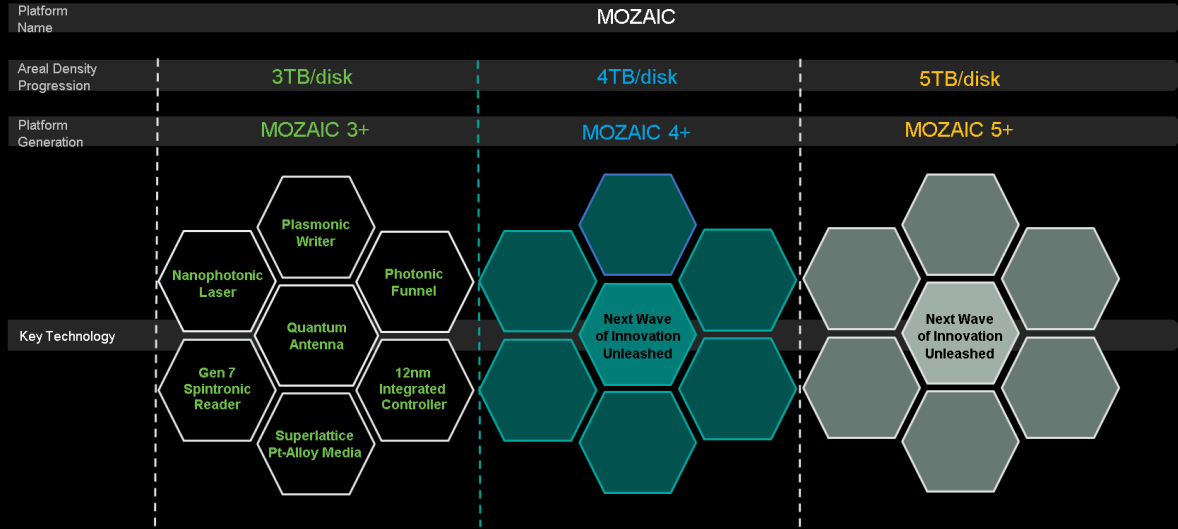 Platform
Name
MOZAIC
Areal Density
Progression
3TB/disk
4TB/disk
5TB/disk
Platform
Generation
MOZAIC 3+
MOZAIC 4+
MOZAIC 5+
Key Technology
Plasmonic
Writer
Nanophotonic
Laser
Photonic
Funnel
Quantum
Antenna
Gen 7
Spintronic
Reader
12nm
Integrated
Controller
Superlattice
Pt-Alloy Media
Next Wave
of Innovation
Unleashed
Next Wave
of Innovation
Unleashed